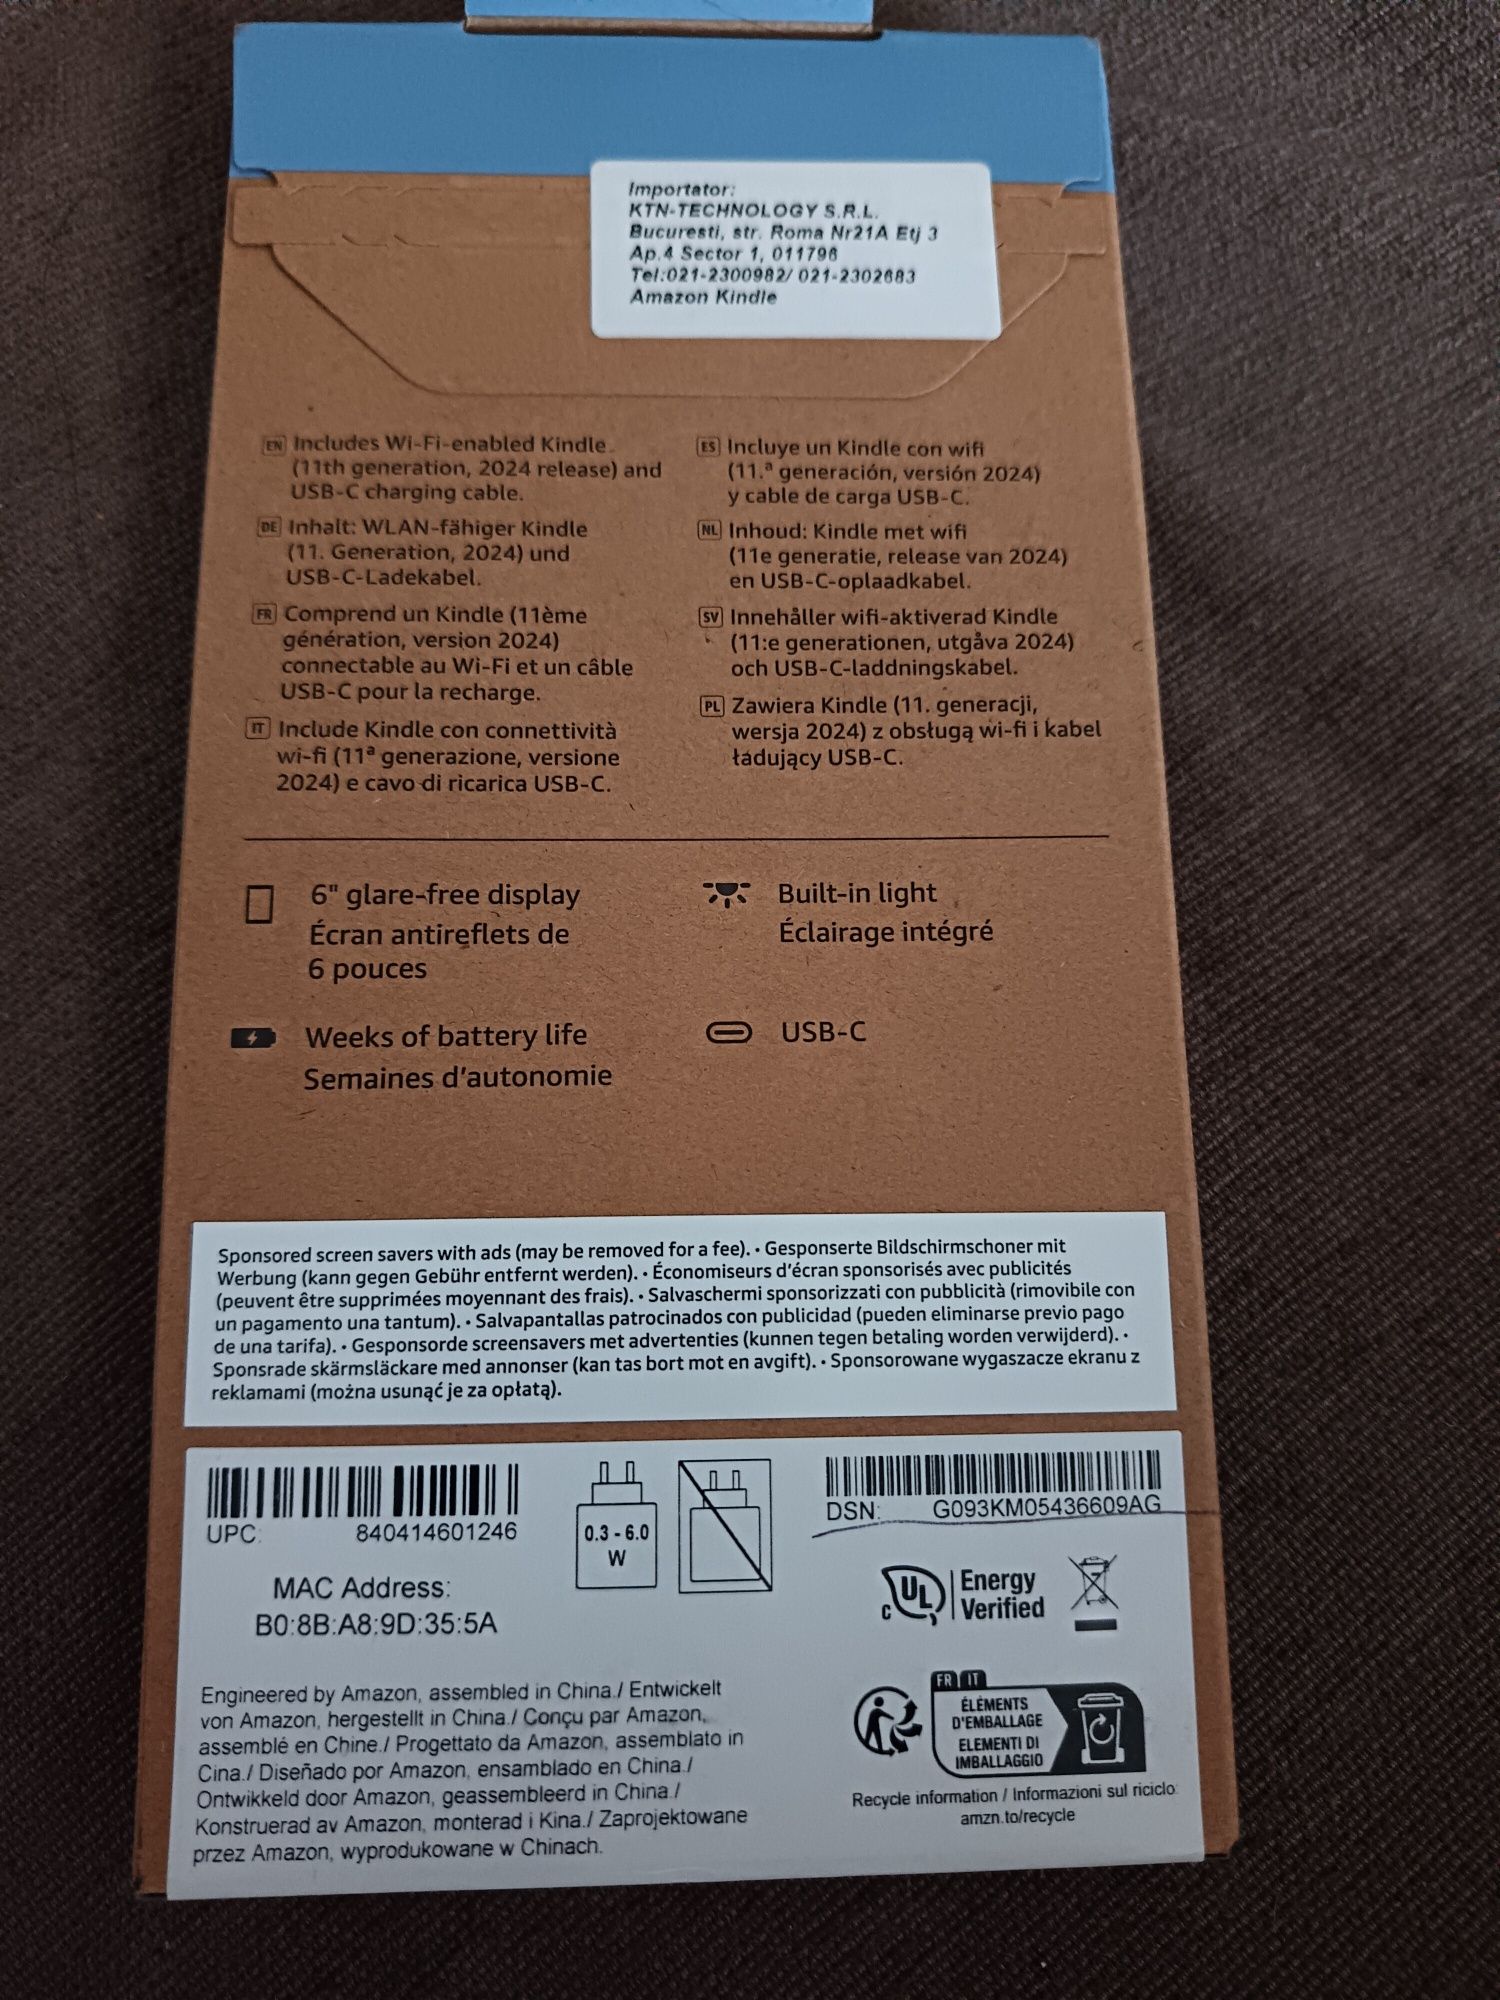 Importator:
KTN-TECHNOLOGY S.R.L.
Bucuresti, str. Roma Nr21A Etj 3
Ap.4 Sector 1, 011796
Tel:021-2300982/ 021-2302683
Amazon Kindle
EN Includes Wi-Fi-enabled Kindle
(11th generation, 2024 release) and
USB-C charging cable.
DE Inhalt: WLAN-fähiger Kindle
(11. Generation, 2024) und
USB-C-Ladekabel.
FR Comprend un Kindle (11ème
génération, version 2024)
connectable au Wi-Fi et un câble
USB-C pour la recharge.
IT Include Kindle con connettività
wi-fi (11ª generazione, versione
2024) e cavo di ricarica USB-C.
ES Incluye un Kindle con wifi
(11.ª generación, versión 2024)
y cable de carga USB-C.
NL Inhoud: Kindle met wifi
(11e generatie, release van 2024)
en USB-C-oplaadkabel.
SV Innehåller wifi-aktiverad Kindle
(11:e generationen, utgåva 2024)
och USB-C-laddningskabel.
PL Zawiera Kindle (11. generacji,
wersja 2024) z obsługą wi-fi i kabel
ładujący USB-C.
6" glare-free display
Écran antireflets de
6 pouces
Built-in light
Éclairage intégré
Weeks of battery life
Semaines d'autonomie
USB-C
Sponsored screen savers with ads (may be removed for a fee). • Gesponserte Bildschirmschoner mit
Werbung (kann gegen Gebühr entfernt werden). • Économiseurs d'écran sponsorisés avec publicités
(peuvent être supprimées moyennant des frais). • Salvaschermi sponsorizzati con pubblicità (rimovibile con
un pagamento una tantum). • Salvapantallas patrocinados con publicidad (pueden eliminarse previo pago
de una tarifa). • Gesponsorde screensavers met advertenties (kunnen tegen betaling worden verwijderd). •
Sponsrade skärmsläckare med annonser (kan tas bort mot en avgift). • Sponsorowane wygaszacze ekranu z
reklamami (można usunąć je za opłatą).
UPC: 840414601246
MAC Address:
B0:8B:A8:9D:35:5A
0.3 - 6.0
W
DSN: G093KM05436609AG
c UL Energy
Verified
Engineered by Amazon, assembled in China./ Entwickelt
von Amazon, hergestellt in China./ Conçu par Amazon,
assemblé en Chine./ Progettato da Amazon, assemblato in
Cina./ Diseñado por Amazon, ensamblado en China./
Ontwikkeld door Amazon, geassembleerd in China./
Konstruerad av Amazon, monterad i Kina./ Zaprojektowane
przez Amazon, wyprodukowane w Chinach.
FR IT
ÉLÉMENTS
D'EMBALLAGE
ELEMENTI DI
IMBALLAGGIO
Recycle information / Informazioni sul riciclo:
amzn.to/recycle